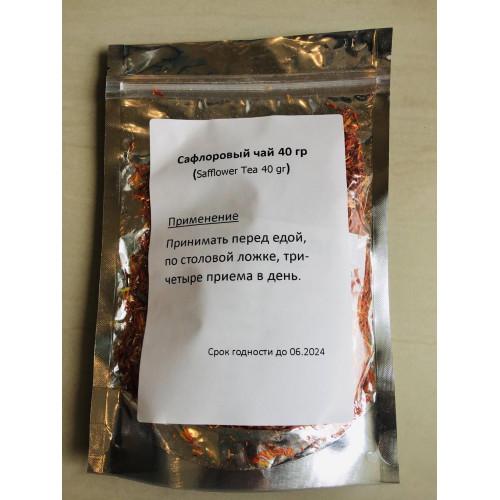 Сафлоровый чай 40 гр
(Safflower Tea 40 gr)
Применение
Принимать перед едой,
по столовой ложке, три-
четыре приема в день.
Срок годности до 06.2024